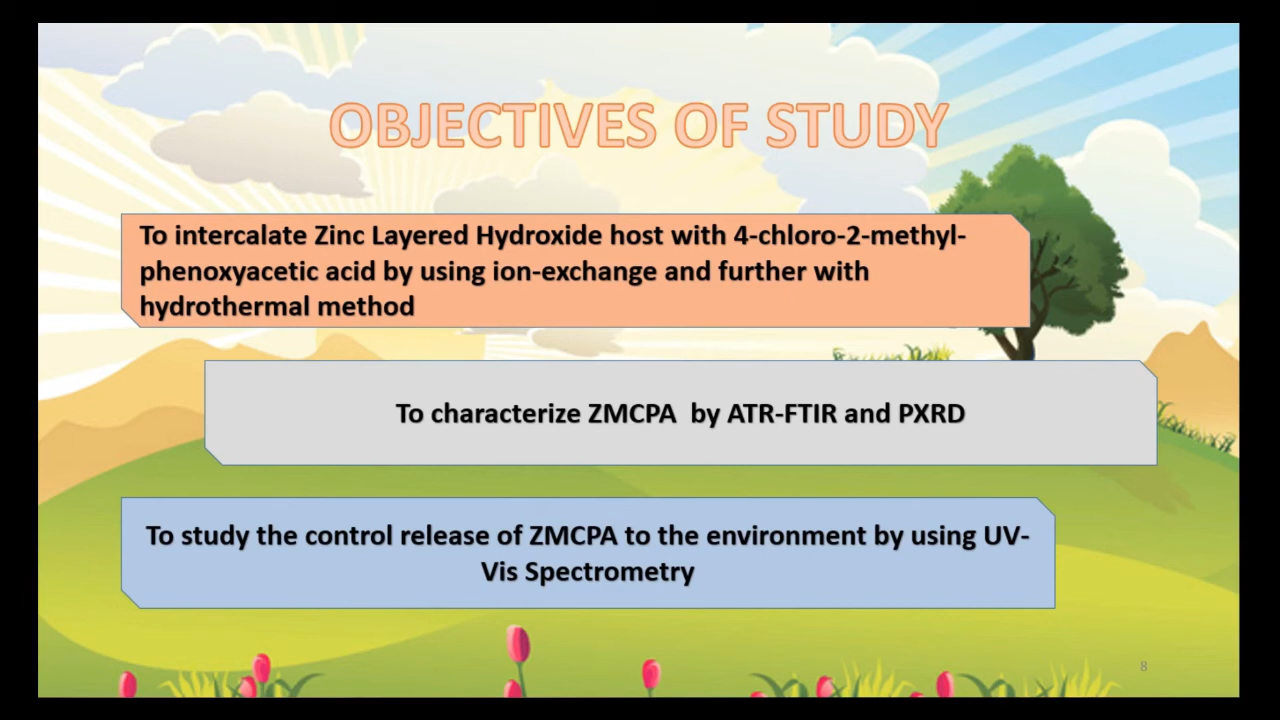 OBJECTIVES OF STUDY
To intercalate Zinc Layered Hydroxide host with 4-chloro-2-methyl-
phenoxyacetic acid by using ion-exchange and further with
hydrothermal method
To characterize ZMCPA  by ATR-FTIR and PXRD
To study the control release of ZMCPA to the environment by using UV-
Vis Spectrometry
8